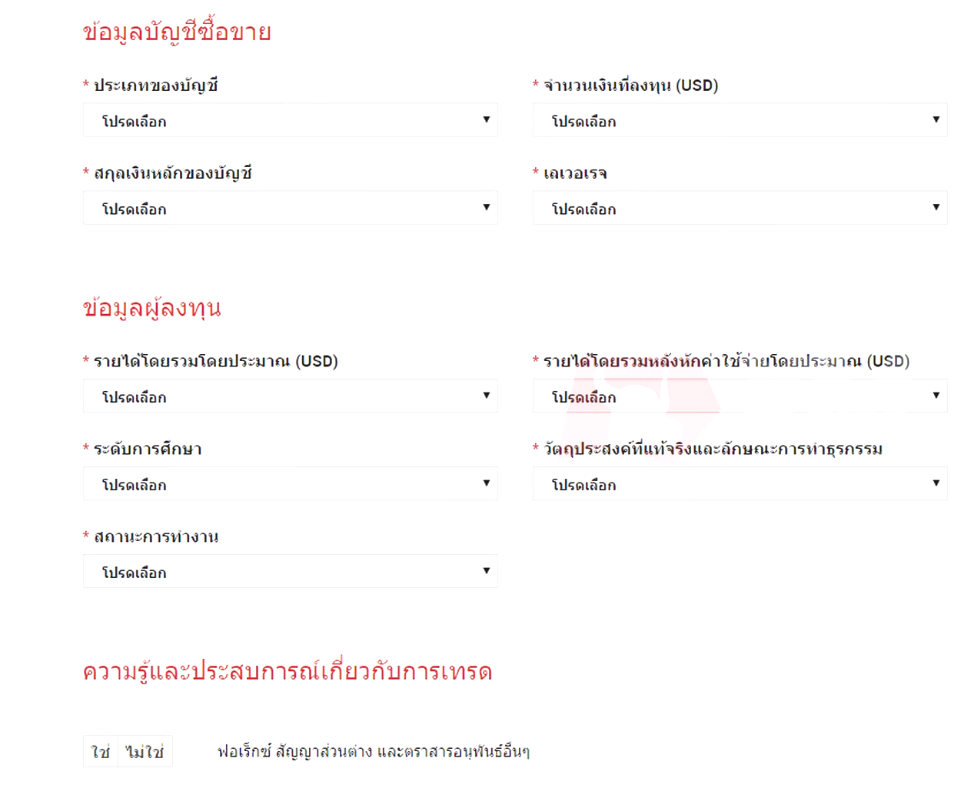 ข้อมูลบัญชีซื้อขาย
* ประเภทของบัญชี
* จำนวนเงินที่ลงทุน (USD)
โปรดเลือก
โปรดเลือก
* สกุลเงินหลักของบัญชี
* เลเวอเรจ
โปรดเลือก
โปรดเลือก
ข้อมูลผู้ลงทุน
* รายได้โดยรวมโดยประมาณ (USD)
* รายได้โดยรวมหลังหักค่าใช้จ่ายโดยประมาณ (USD)
โปรดเลือก
โปรดเลือก
* ระดับการศึกษา
* วัตถุประสงค์ที่แท้จริงและลักษณะการทำธุรกรรม
โปรดเลือก
โปรดเลือก
* สถานะการทำงาน
โปรดเลือก
ความรู้และประสบการณ์เกี่ยวกับการเทรด
ใช่ ไม่ใช่ ฟอเร็กซ์ สัญญาส่วนต่าง และตราสารอนุพันธ์อื่นๆ